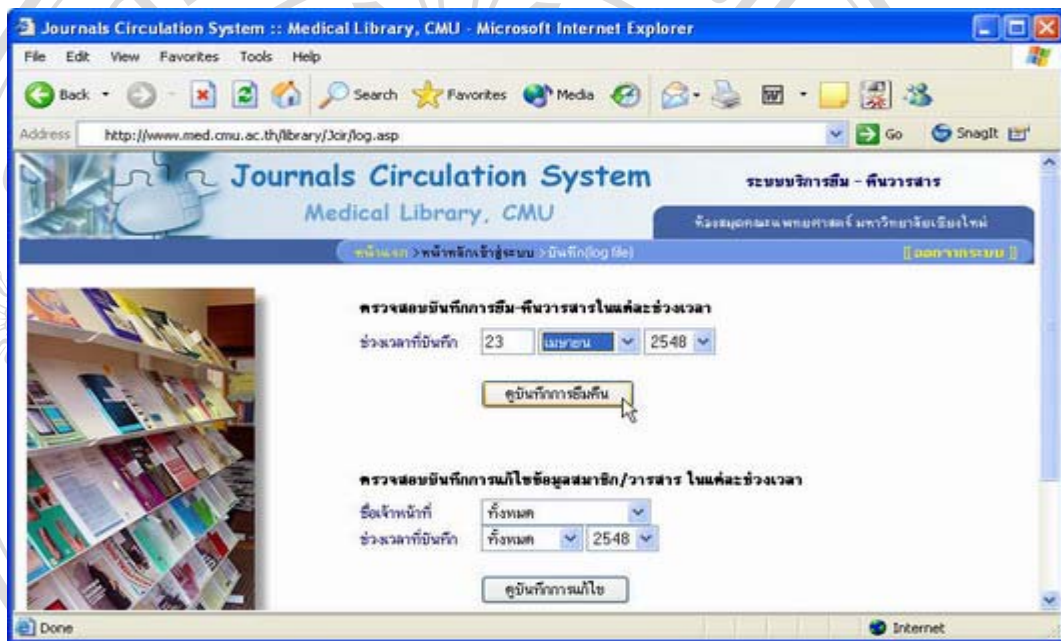 Journals Circulation System :: Medical Library, CMU - Microsoft Internet Explorer
File Edit View Favorites Tools Help
Back Search Favorites Media
Address http://www.med.cmu.ac.th/library/Jcir/log.asp Go SnagIt
Journals Circulation System
ระบบบริการยืม - คืนวารสาร
Medical Library, CMU
ห้องสมุดคณะแพทยศาสตร์ มหาวิทยาลัยเชียงใหม่
หน้าแรก >หน้าหลักเข้าสู่ระบบ >บันทึก(log file) [[ออกจากระบบ ]]
ตรวจสอบบันทึกการยืม-คืนวารสารในแต่ละช่วงเวลา
ช่วงเวลาที่บันทึก 23 เมษายน 2548
ดูบันทึกการยืมคืน
ตรวจสอบบันทึกการแก้ไขข้อมูลสมาชิก/วารสาร ในแต่ละช่วงเวลา
ชื่อเจ้าหน้าที่ ทั้งหมด
ช่วงเวลาที่บันทึก ทั้งหมด 2548
ดูบันทึกการแก้ไข
Done Internet